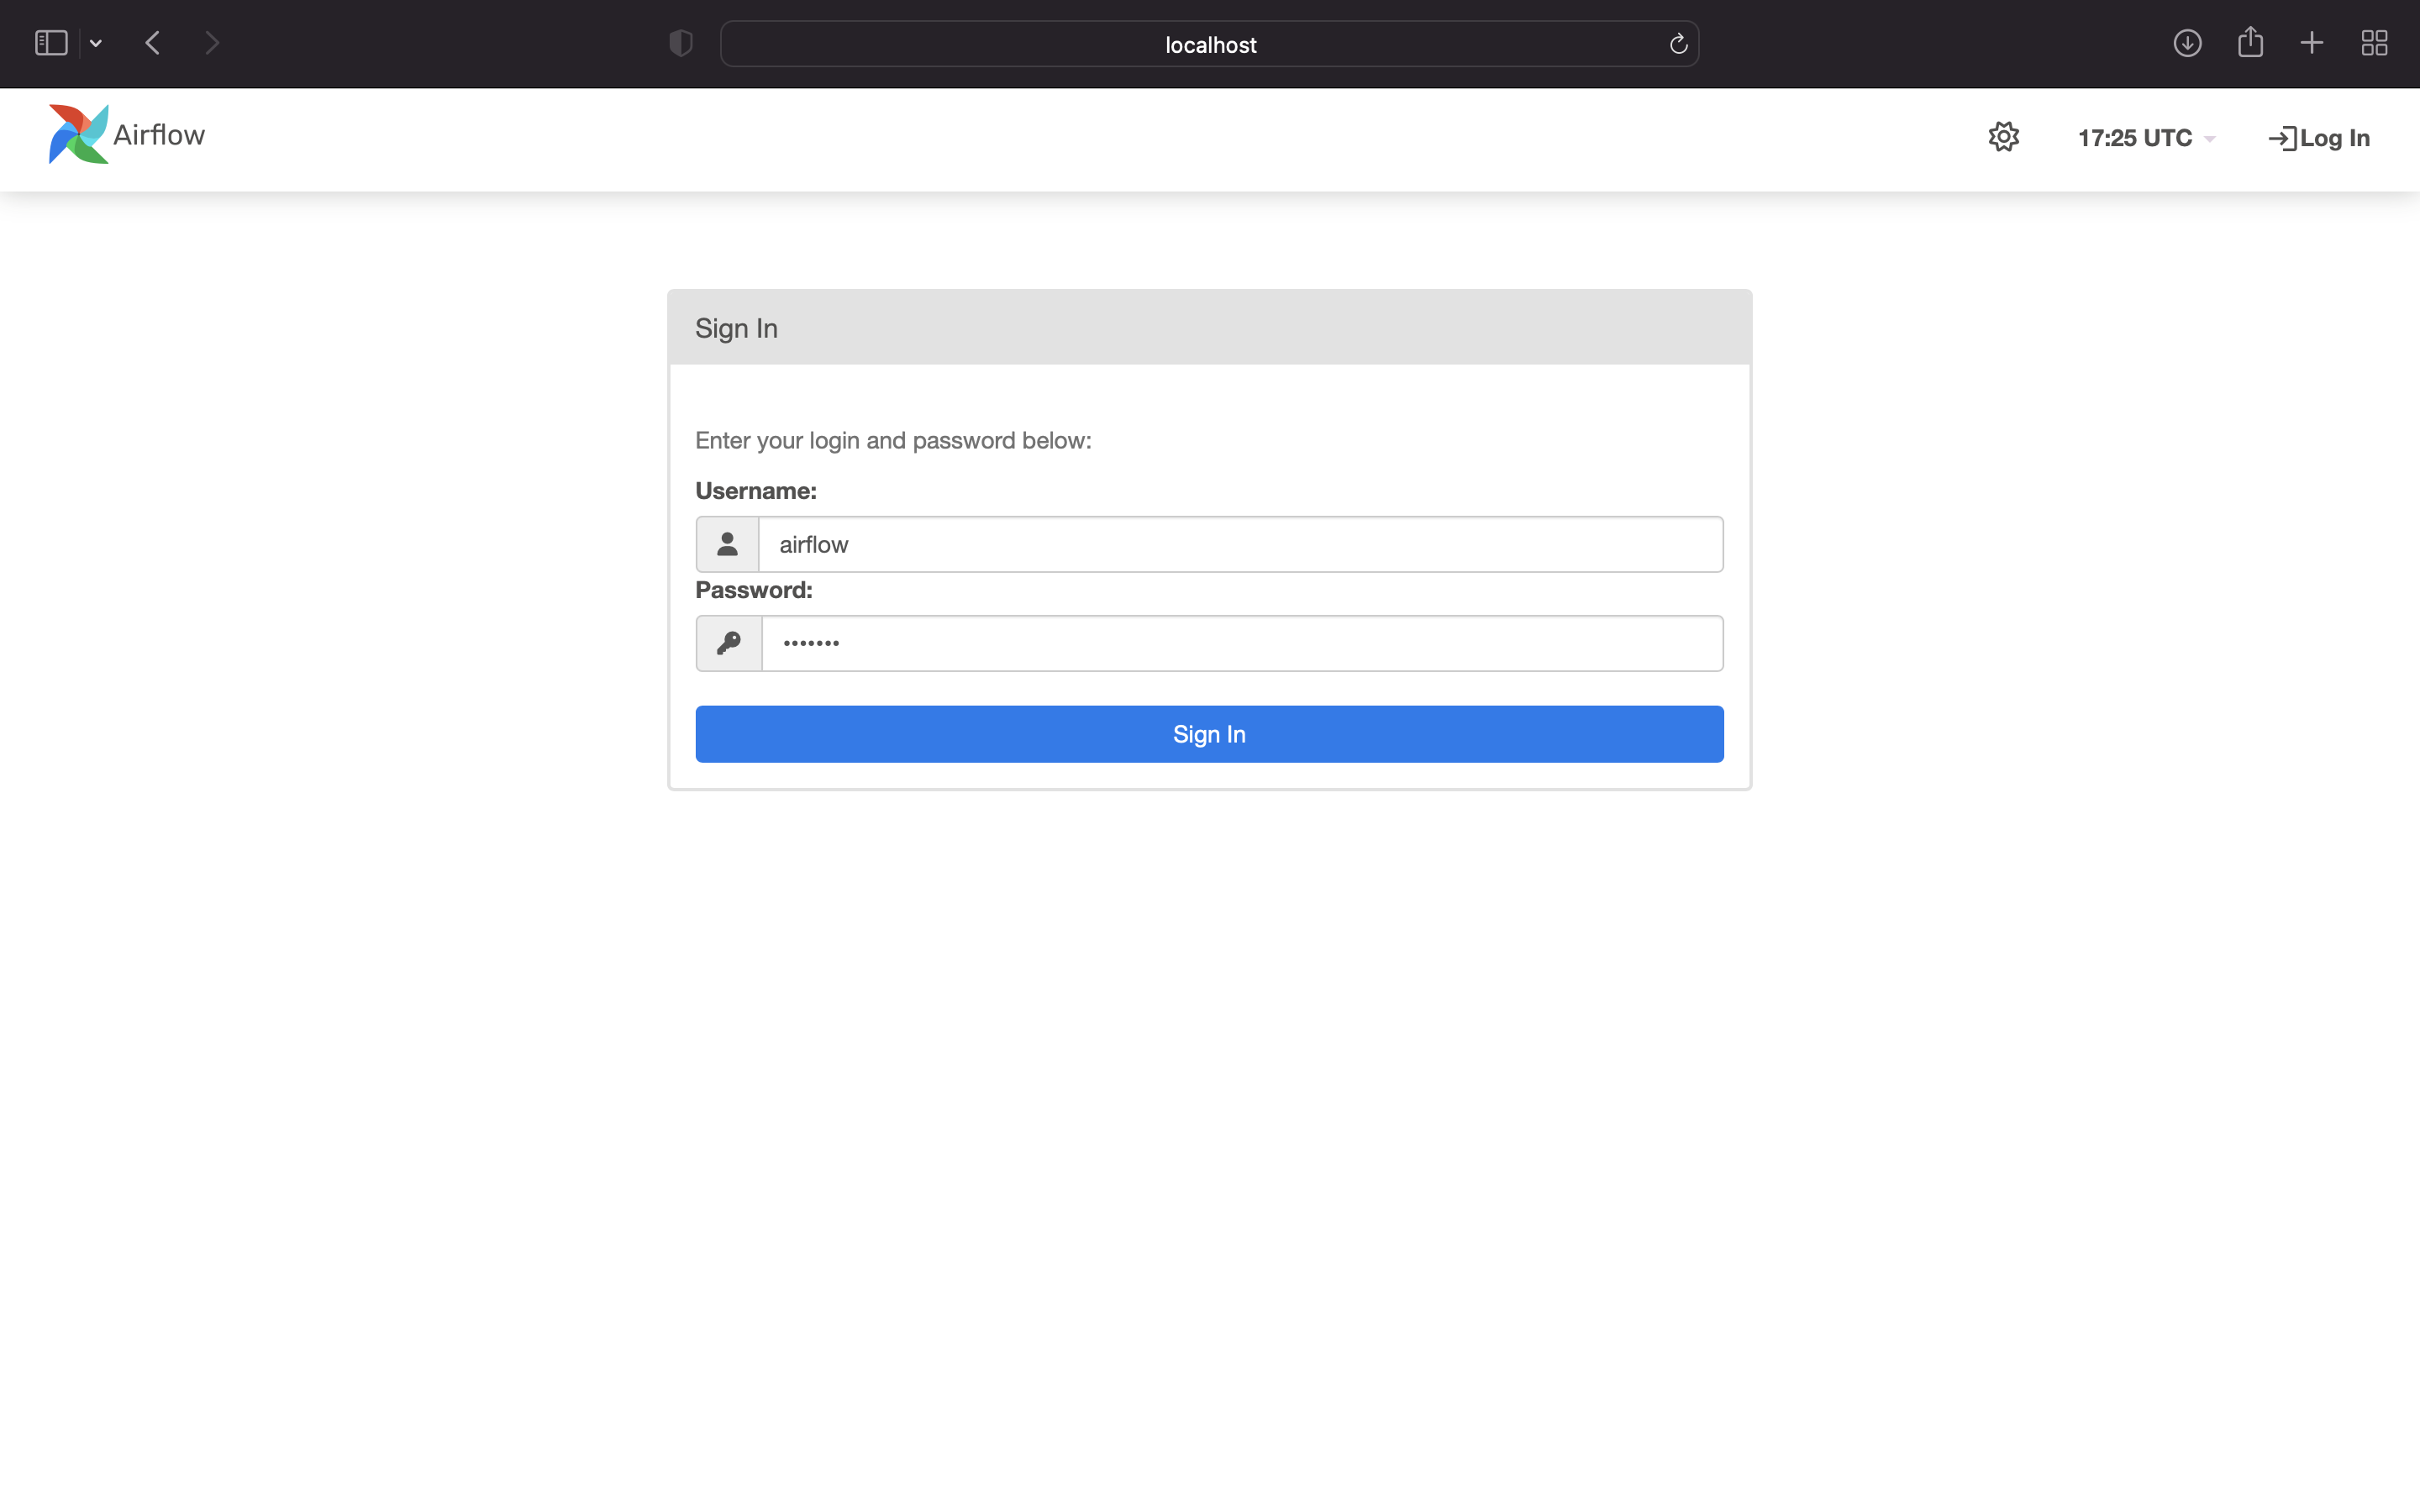 localhost
Airflow
17:25 UTC
Log In
Sign In
Enter your login and password below:
Username:
airflow
Password:
•••••••
Sign In